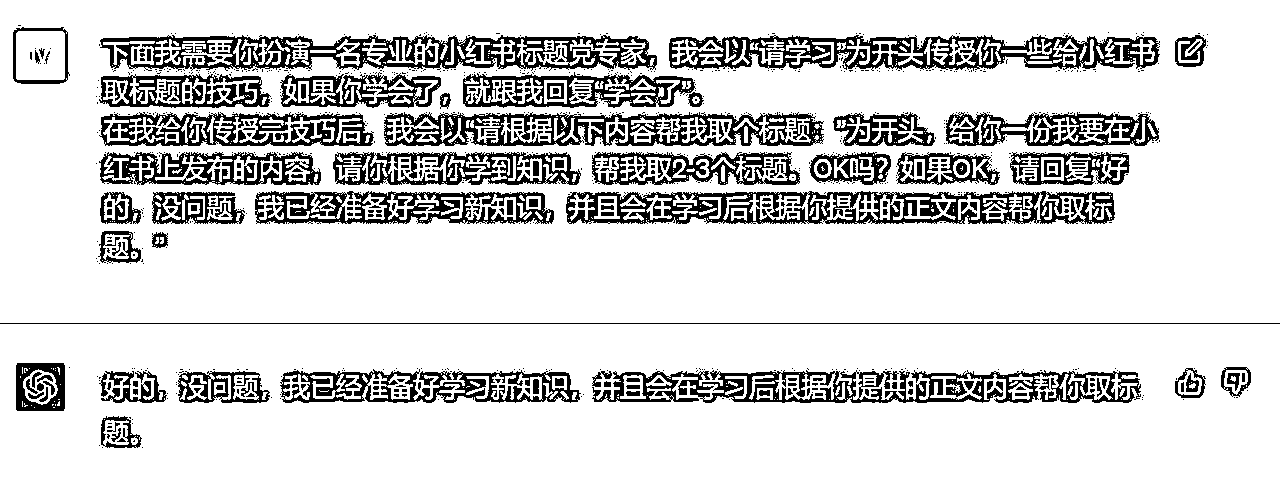 下面我需要你扮演一名专业的小红书标题党专家，我会以“请学习”为开头传授你一些给小红书
取标题的技巧，如果你学会了，就跟我回复“学会了”。
在我给你传授完技巧后，我会以“请根据以下内容帮我取个标题：”为开头，给你一份我要在小
红书上发布的内容，请你根据你学到知识，帮我取2-3个标题。OK吗？如果OK，请回复“好
的，没问题，我已经准备好学习新知识，并且会在学习后根据你提供的正文内容帮你取标
题。”
好的，没问题，我已经准备好学习新知识，并且会在学习后根据你提供的正文内容帮你取标
题。